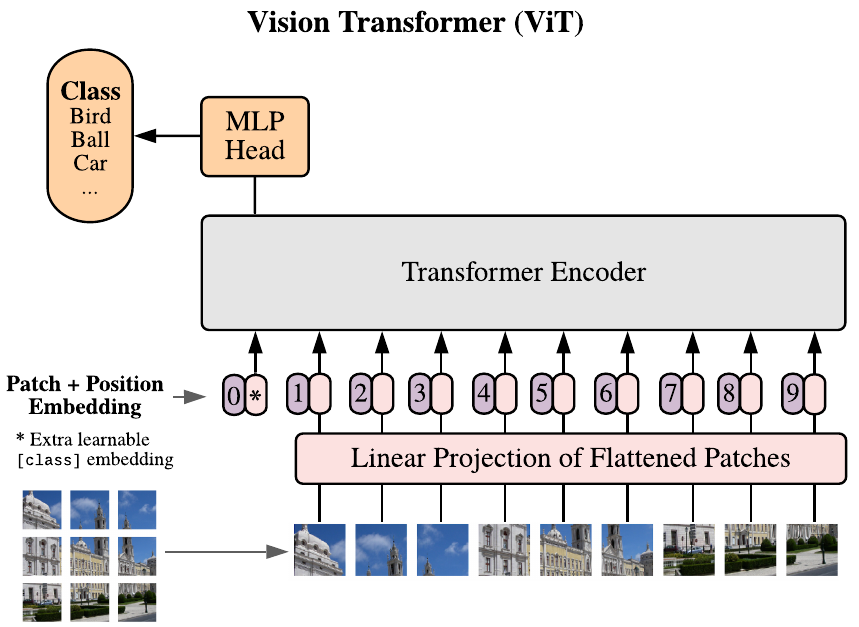 Vision Transformer (ViT)
Class
Bird
Ball
Car
...
MLP
Head
Transformer Encoder
Patch + Position
Embedding
0 * 1 2 3 4 5 6 7 8 9
* Extra learnable
[class] embedding
Linear Projection of Flattened Patches